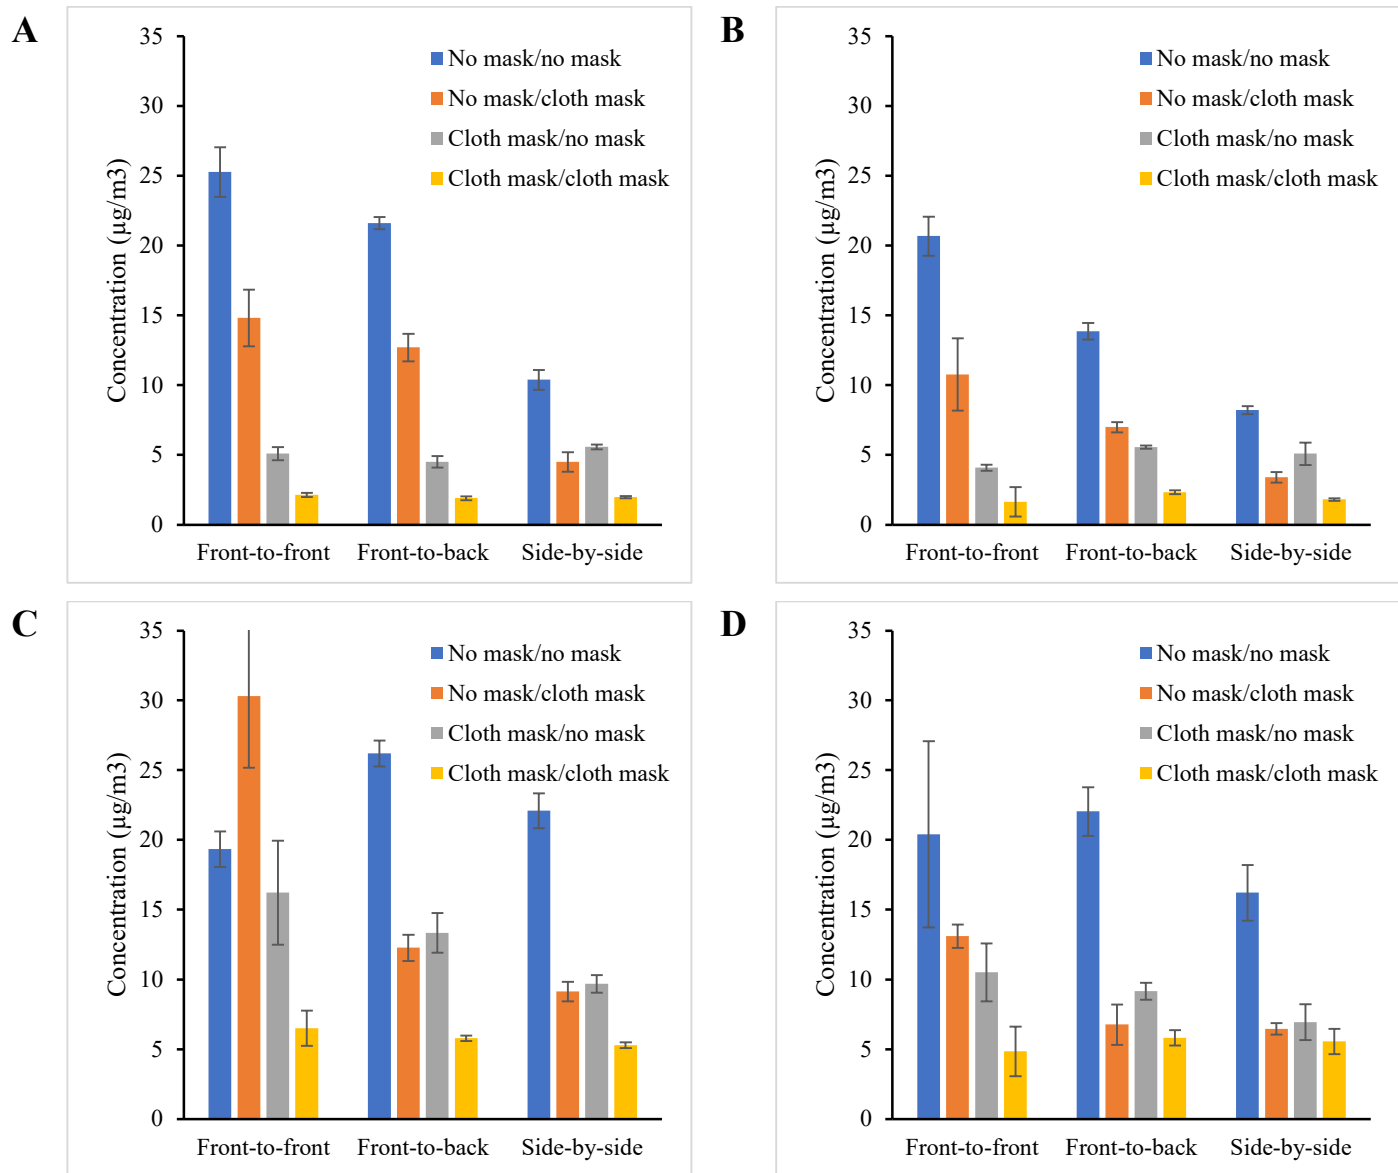 A
Concentration (µg/m3)
35
30
25
20
15
10
5
0
No mask/no mask
No mask/cloth mask
Cloth mask/no mask
Cloth mask/cloth mask
Front-to-front Front-to-back Side-by-side
B
Concentration (µg/m3)
35
30
25
20
15
10
5
0
No mask/no mask
No mask/cloth mask
Cloth mask/no mask
Cloth mask/cloth mask
Front-to-front Front-to-back Side-by-side
C
Concentration (µg/m3)
35
30
25
20
15
10
5
0
No mask/no mask
No mask/cloth mask
Cloth mask/no mask
Cloth mask/cloth mask
Front-to-front Front-to-back Side-by-side
D
Concentration (µg/m3)
35
30
25
20
15
10
5
0
No mask/no mask
No mask/cloth mask
Cloth mask/no mask
Cloth mask/cloth mask
Front-to-front Front-to-back Side-by-side